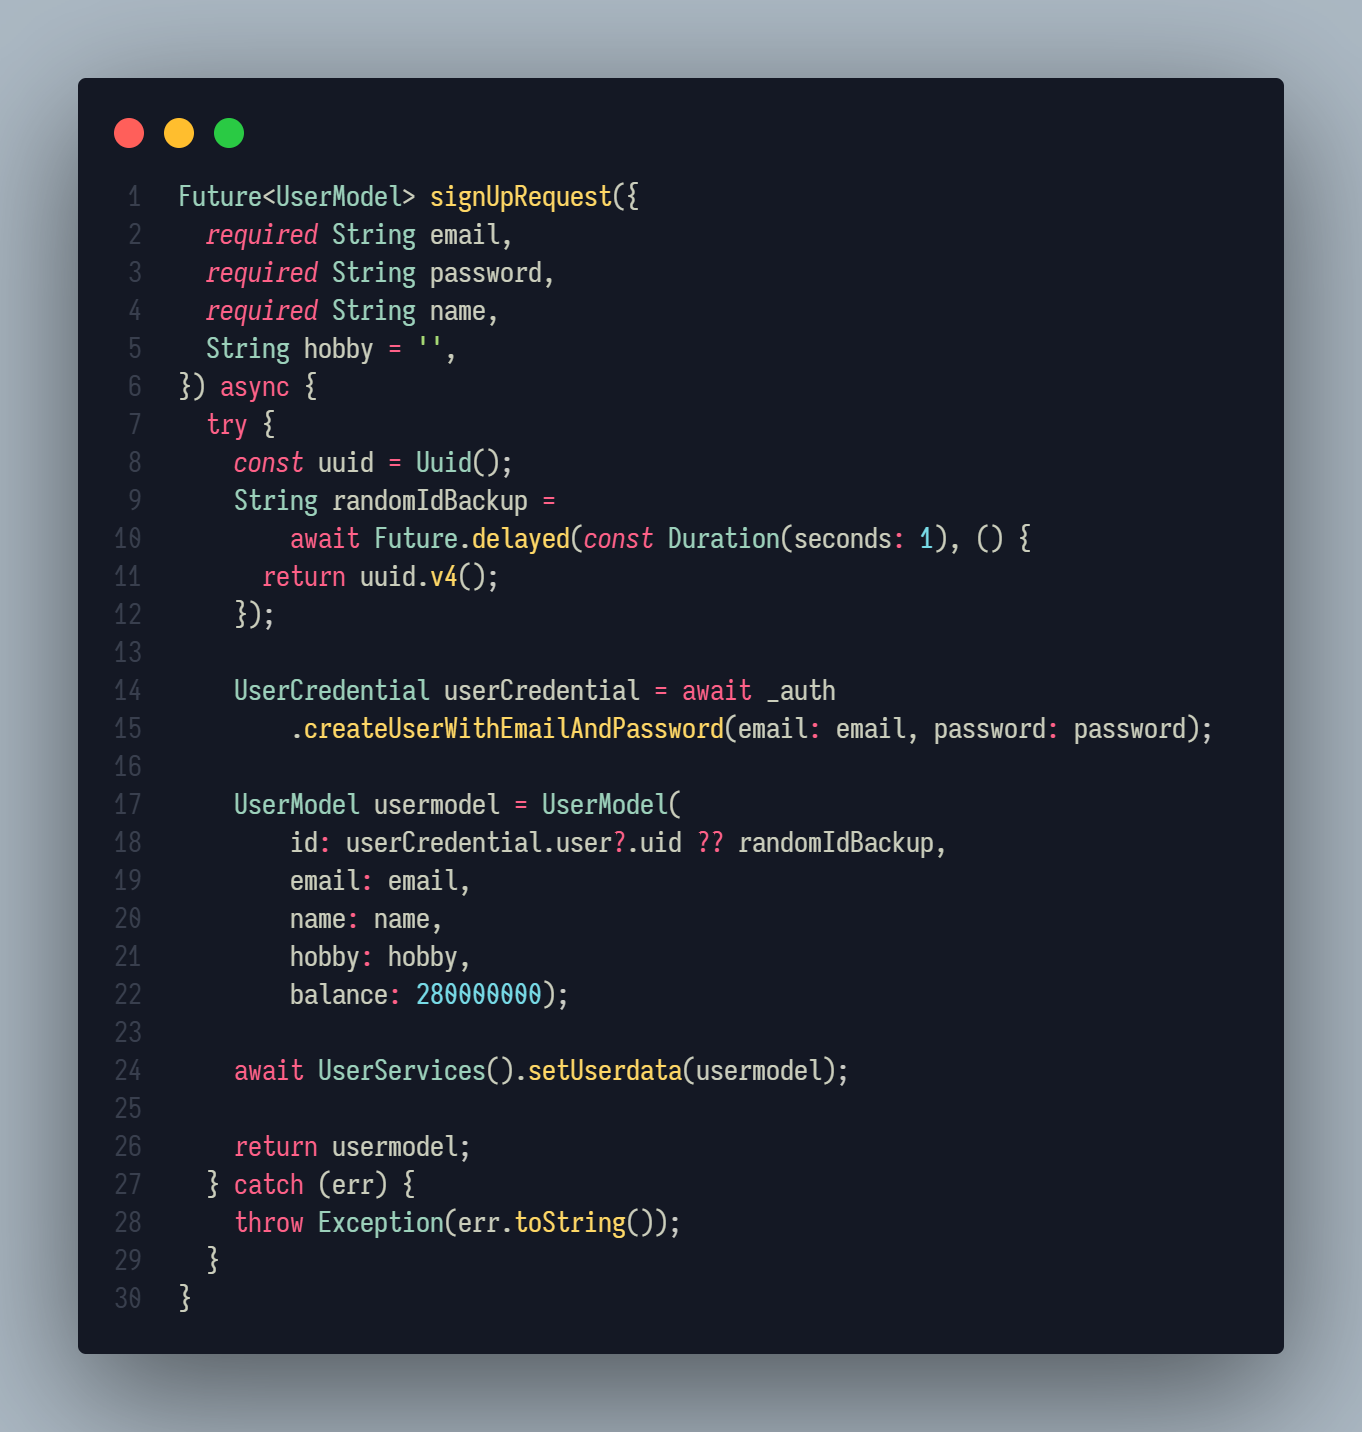 1 Future<UserModel> signUpRequest({
2   required String email,
3   required String password,
4   required String name,
5   String hobby = '',
6 }) async {
7   try {
8     const uuid = Uuid();
9     String randomIdBackup =
10         await Future.delayed(const Duration(seconds: 1), () {
11       return uuid.v4();
12     });
13
14     UserCredential userCredential = await _auth
15         .createUserWithEmailAndPassword(email: email, password: password);
16
17     UserModel usermodel = UserModel(
18         id: userCredential.user?.uid ?? randomIdBackup,
19         email: email,
20         name: name,
21         hobby: hobby,
22         balance: 280000000);
23
24     await UserServices().setUserdata(usermodel);
25
26     return usermodel;
27   } catch (err) {
28     throw Exception(err.toString());
29   }
30 }